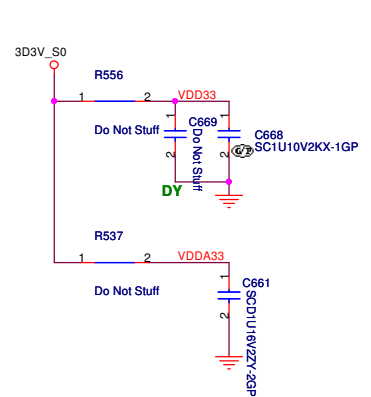 3D3V_S0
R556
1
2
VDD33
Do Not Stuff
1
C669
2
Do Not Stuff
DY
1
C668
SC1U10V2KX-1GP
2
R537
1
2
VDDA33
Do Not Stuff
1
C661
2
SCD1U16V2ZY-2GP